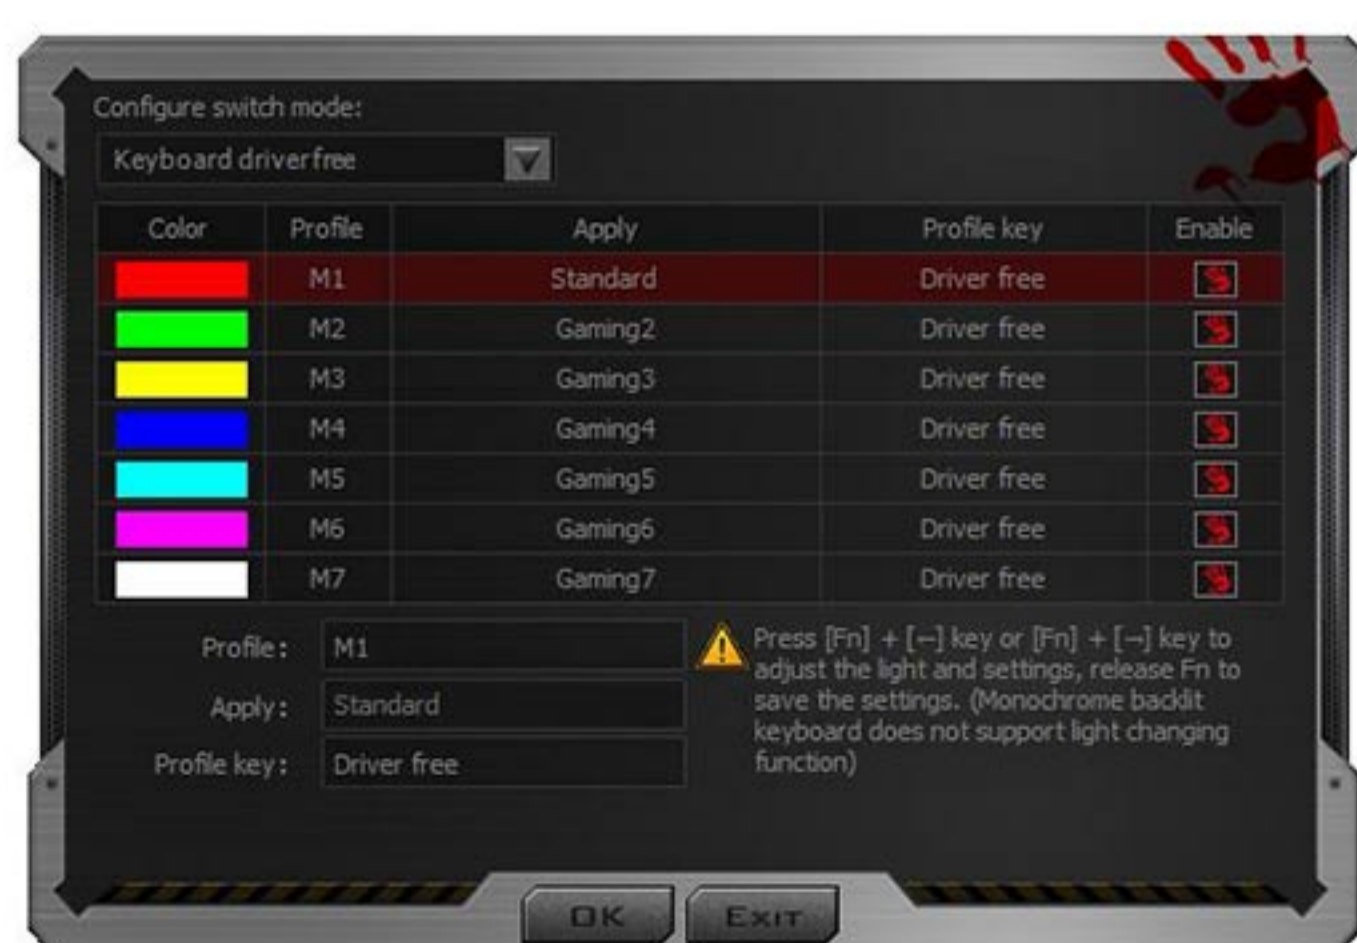 Configure switch mode:
Keyboard driverfree
Color Profile Apply Profile key Enable
M1 Standard Driver free
M2 Gaming2 Driver free
M3 Gaming3 Driver free
M4 Gaming4 Driver free
M5 Gaming5 Driver free
M6 Gaming6 Driver free
M7 Gaming7 Driver free
Profile: M1
Apply: Standard
Profile key: Driver free
Press [Fn] + [←] key or [Fn] + [→] key to
adjust the light and settings, release Fn to
save the settings. (Monochrome backlit
keyboard does not support light changing
function)
OK EXIT